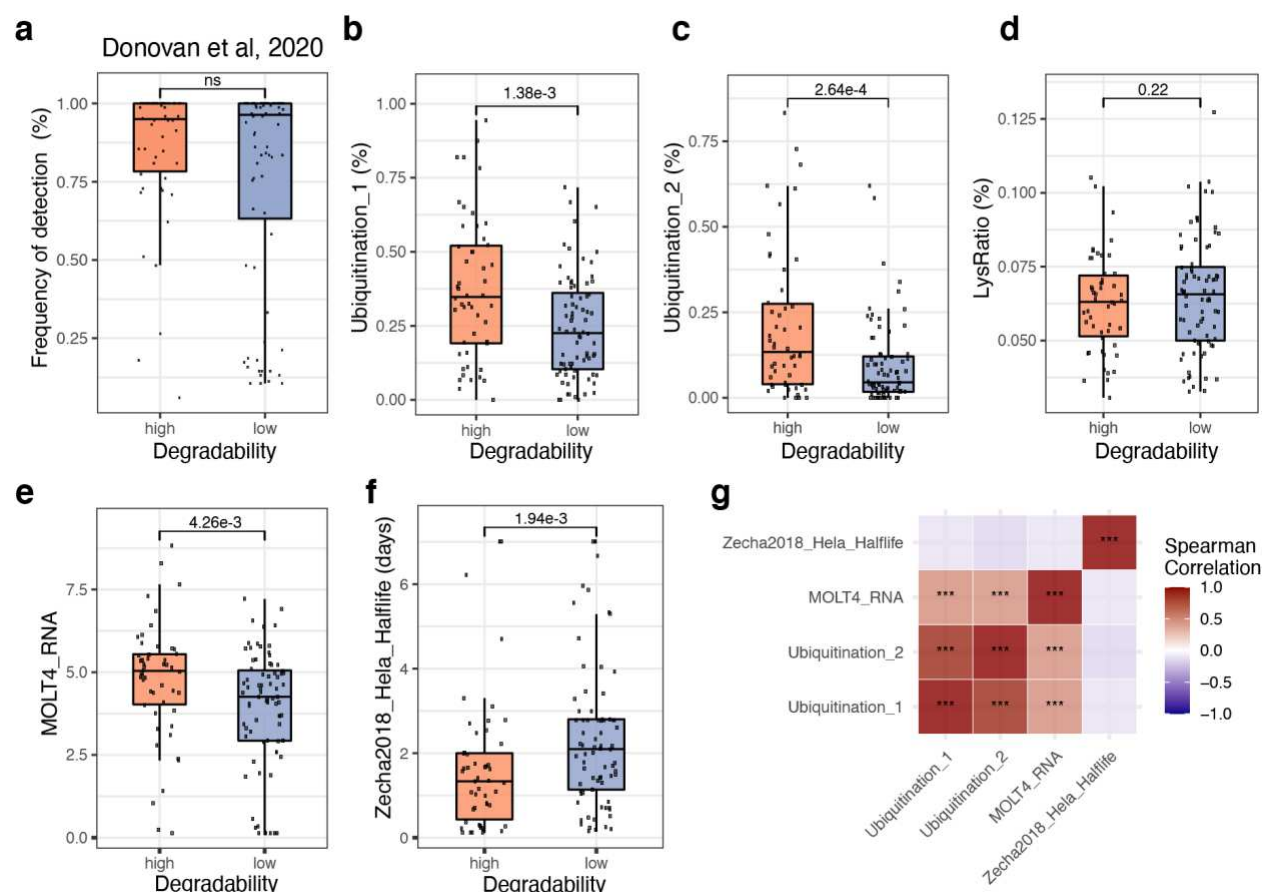 a
Donovan et al, 2020
ns
1.00
0.75
0.50
0.25
Frequency of detection (%)
high
low
Degradability
b
1.38e-3
1.00
0.75
0.50
0.25
0.00
Ubiquitination_1 (%)
high
low
Degradability
c
2.64e-4
0.75
0.50
0.25
0.00
Ubiquitination_2 (%)
high
low
Degradability
d
0.22
0.125
0.100
0.075
0.050
LysRatio (%)
high
low
Degradability
e
4.26e-3
7.5
5.0
2.5
0.0
MOLT4_RNA
high
low
Degradability
f
1.94e-3
6
4
2
0
Zecha2018_Hela_Halflife (days)
high
low
Degradability
g
Zecha2018_Hela_Halflife
***
MOLT4_RNA
*** *** ***
Ubiquitination_2
*** *** ***
Ubiquitination_1
*** *** ***
Ubiquitination_1
Ubiquitination_2
MOLT4_RNA
Zecha2018_Hela_Halflife
Spearman
Correlation
1.0
0.5
0.0
−0.5
−1.0